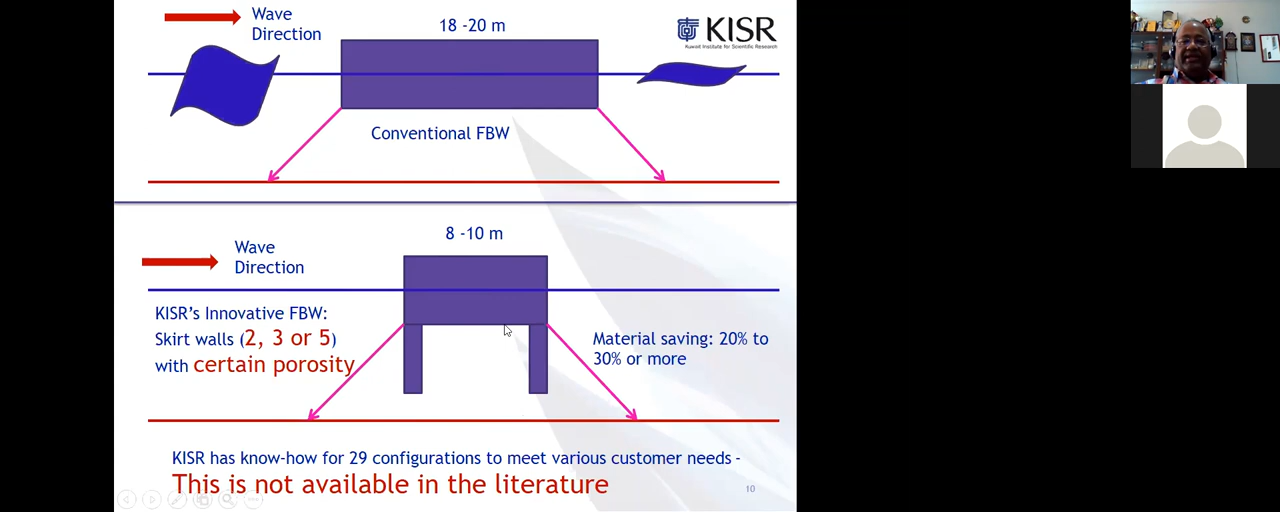 Wave
Direction
18 -20 m
KISR
Kuwait Institute for Scientific Research
Conventional FBW
8 -10 m
Wave
Direction
KISR's Innovative FBW:
Skirt walls (2, 3 or 5)
with certain porosity
Material saving: 20% to
30% or more
KISR has know-how for 29 configurations to meet various customer needs -
This is not available in the literature
10